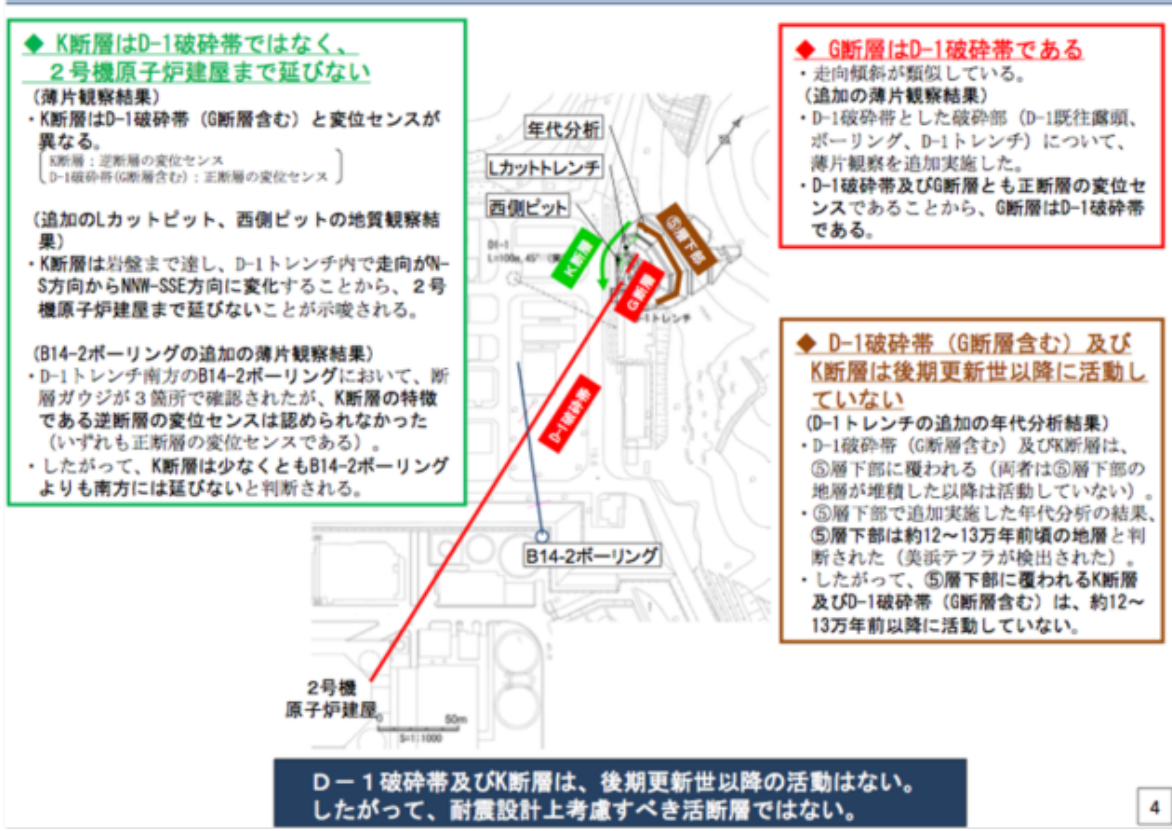 ◆ K断層はD-1破砕帯ではなく、
２号機原子炉建屋まで延びない
(薄片観察結果)
・K断層はD-1破砕帯（G断層含む）と変位センスが
異なる。
K断層：逆断層の変位センス
D-1破砕帯(G断層含む)：正断層の変位センス
(追加のLカットピット、西側ピットの地質観察結
果)
・K断層は岩盤まで達し、D-1トレンチ内で走向がN-
S方向からNNW-SSE方向に変化することから、２号
機原子炉建屋まで延びないことが示唆される。
(B14-2ボーリングの追加の薄片観察結果)
・D-1トレンチ南方のB14-2ボーリングにおいて、断
層ガウジが３箇所で確認されたが、K断層の特徴
である逆断層の変位センスは認められなかった
（いずれも正断層の変位センスである）。
・したがって、K断層は少なくともB14-2ボーリング
よりも南方には延びないと判断される。
年代分析
Lカットトレンチ
西側ピット
K断層
⑤層下部
G断層
トレンチ
D-1破砕帯
B14-2ボーリング
２号機
原子炉建屋
0 50m
S=1:1000
◆ G断層はD-1破砕帯である
・走向傾斜が類似している。
(追加の薄片観察結果)
・D-1破砕帯とした破砕部（D-1既往露頭、
ボーリング、D-1トレンチ）について、
薄片観察を追加実施した。
・D-1破砕帯及びG断層とも正断層の変位セ
ンスであることから、G断層はD-1破砕帯
である。
◆ D-1破砕帯（G断層含む）及び
K断層は後期更新世以降に活動し
ていない
(D-1トレンチの追加の年代分析結果)
・D-1破砕帯（G断層含む）及びK断層は、
⑤層下部に覆われる（両者は⑤層下部の
地層が堆積した以降は活動していない）。
・⑤層下部で追加実施した年代分析の結果、
⑤層下部は約12～13万年前頃の地層と判
断された（美浜テフラが検出された）。
・したがって、⑤層下部に覆われるK断層
及びD-1破砕帯（G断層含む）は、約12～
13万年前以降に活動していない。
Ｄ－１破砕帯及びK断層は、後期更新世以降の活動はない。
したがって、耐震設計上考慮すべき活断層ではない。
4